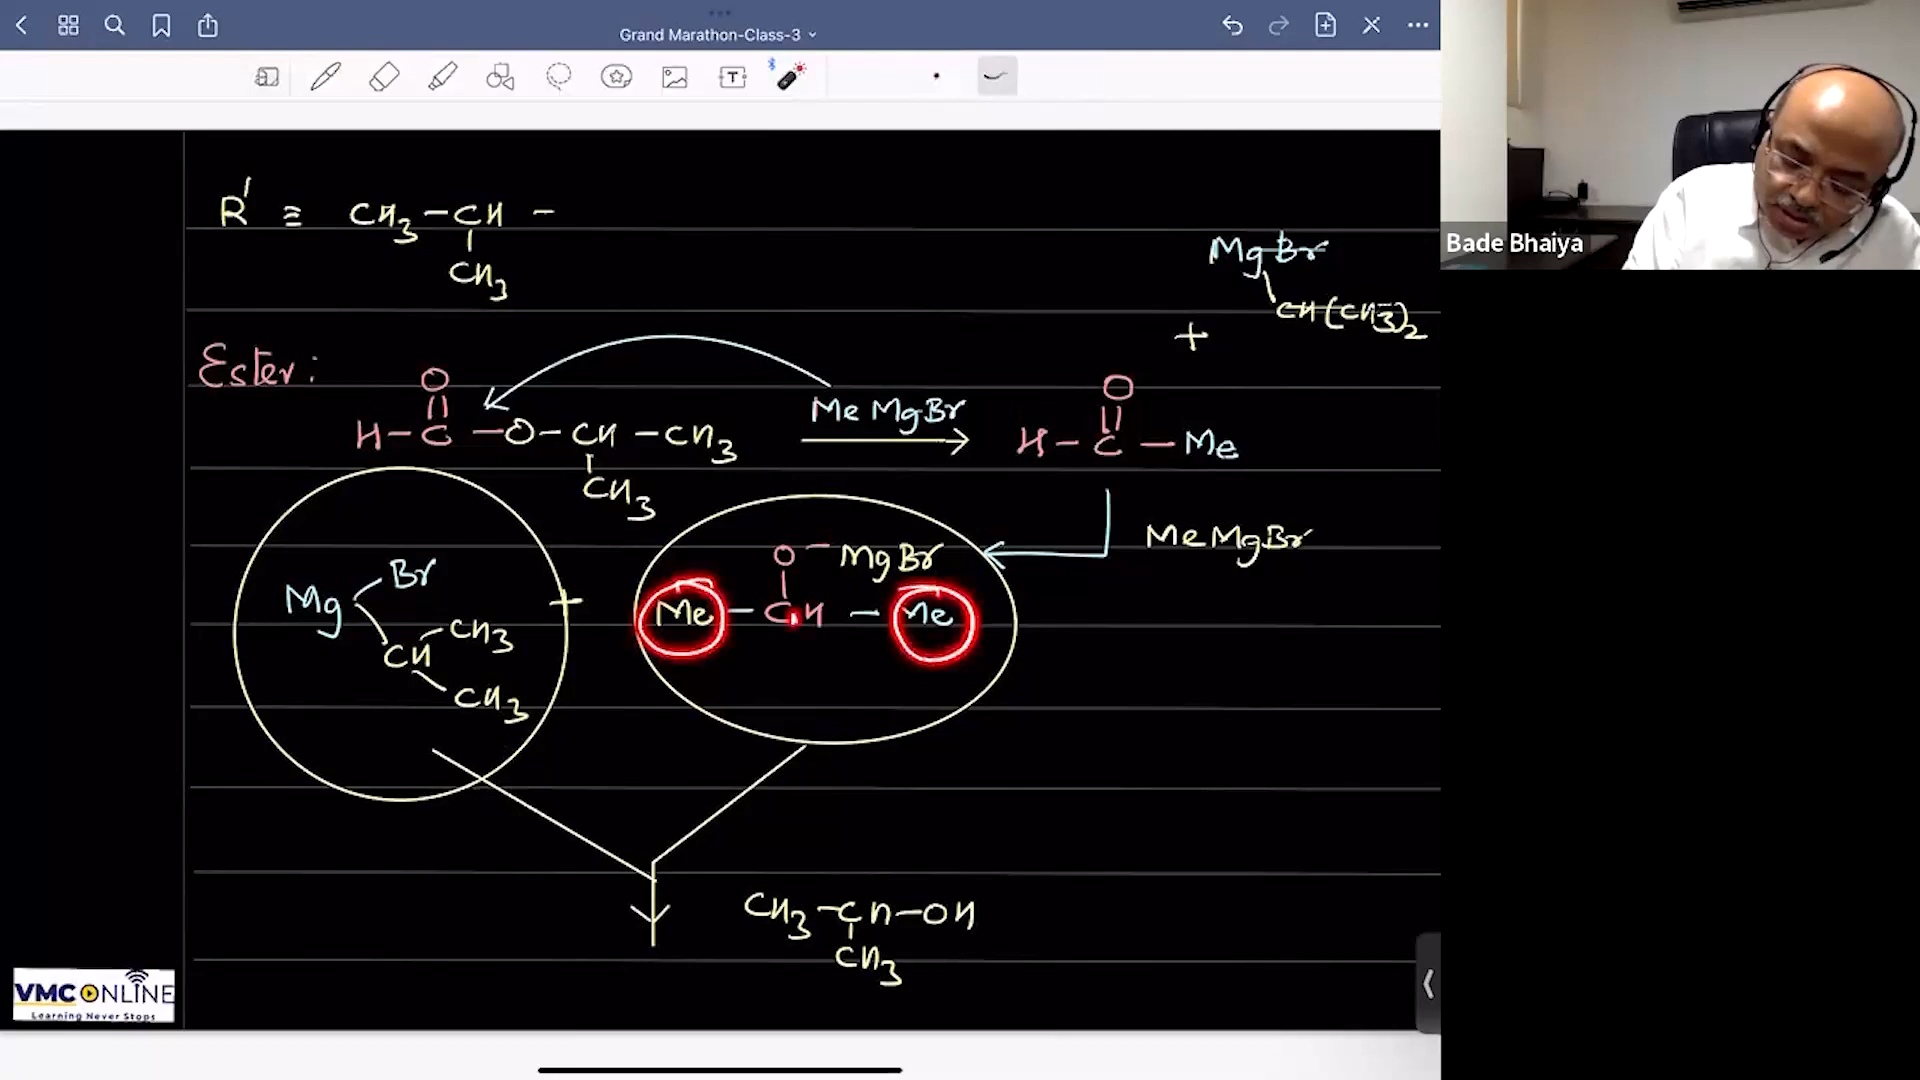 Grand Marathon-Class-3
T
Bade Bhaiya
R' ≡ CH3 - CH -
CH3
MgBr
CH(CH3)2
+
Ester:
O
H - C - O - CH - CH3
CH3
MeMgBr
O
H - C - Me
MeMgBr
Mg
Br
CH
CH3
CH3
+
O⁻ MgBr
Me - CH - Me
CH3 - CH - OH
CH3
VMC ONLINE
Learning Never Stops